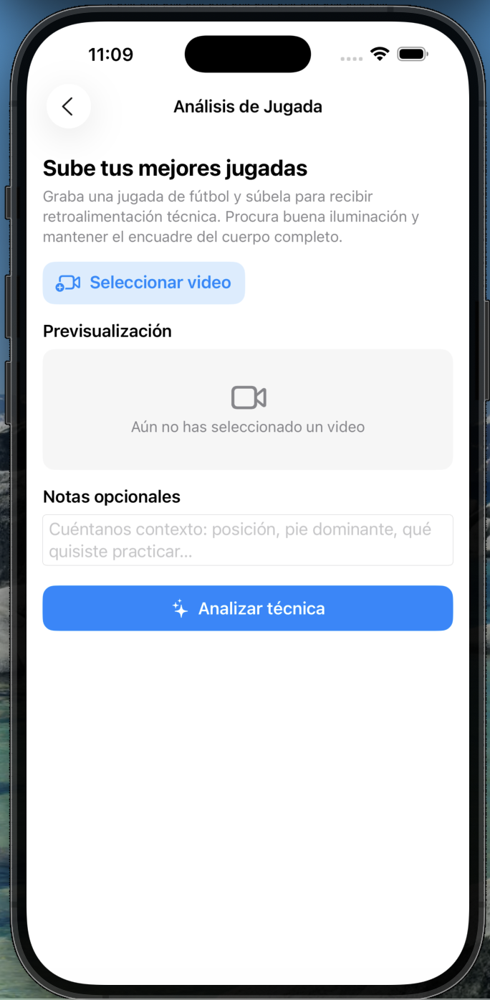 11:09
Análisis de Jugada
Sube tus mejores jugadas
Graba una jugada de fútbol y súbela para recibir
retroalimentación técnica. Procura buena iluminación y
mantener el encuadre del cuerpo completo.
Seleccionar video
Previsualización
Aún no has seleccionado un video
Notas opcionales
Cuéntanos contexto: posición, pie dominante, qué
quisiste practicar...
Analizar técnica